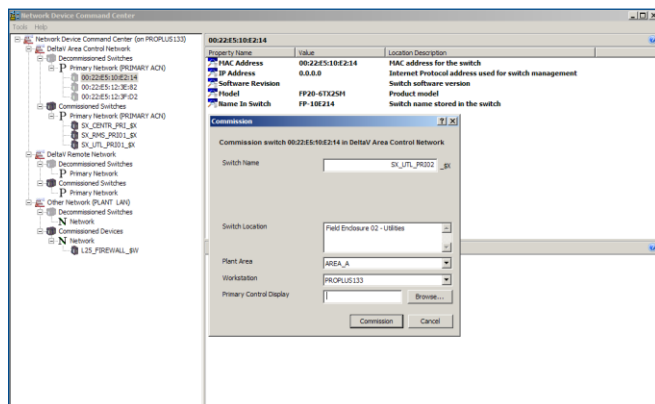 Network Device Command Center
Tools Help
Network Device Command Center (on PROPLUS133)
DeltaV Area Control Network
Decommissioned Switches
Primary Network (PRIMARY ACN)
00:22:E5:10:E2:14
00:22:E5:12:3E:82
00:22:E5:12:3F:D2
Commissioned Switches
Primary Network (PRIMARY ACN)
SX_CENTR_PRI_$X
SX_RMS_PRI01_$X
SX_UTL_PRI01_$X
DeltaV Remote Network
Decommissioned Switches
Primary Network
Commissioned Switches
Primary Network
Other Network (PLANT LAN)
Decommissioned Switches
Network
Commissioned Devices
Network
L25_FIREWALL_$W
00:22:E5:10:E2:14
Property Name Value Location Description
MAC Address 00:22:E5:10:E2:14 MAC address for the switch
IP Address 0.0.0.0 Internet Protocol address used for switch management
Software Revision Switch software version
Model FP20-6TX2SM Product model
Name In Switch FP-10E214 Switch name stored in the switch
Commission
Commission switch 00:22:E5:10:E2:14 in DeltaV Area Control Network
Switch Name SX_UTL_PRI02 _$X
Switch Location Field Enclosure 02 - Utilities
Plant Area AREA_A
Workstation PROPLUS133
Primary Control Display Browse...
Commission Cancel